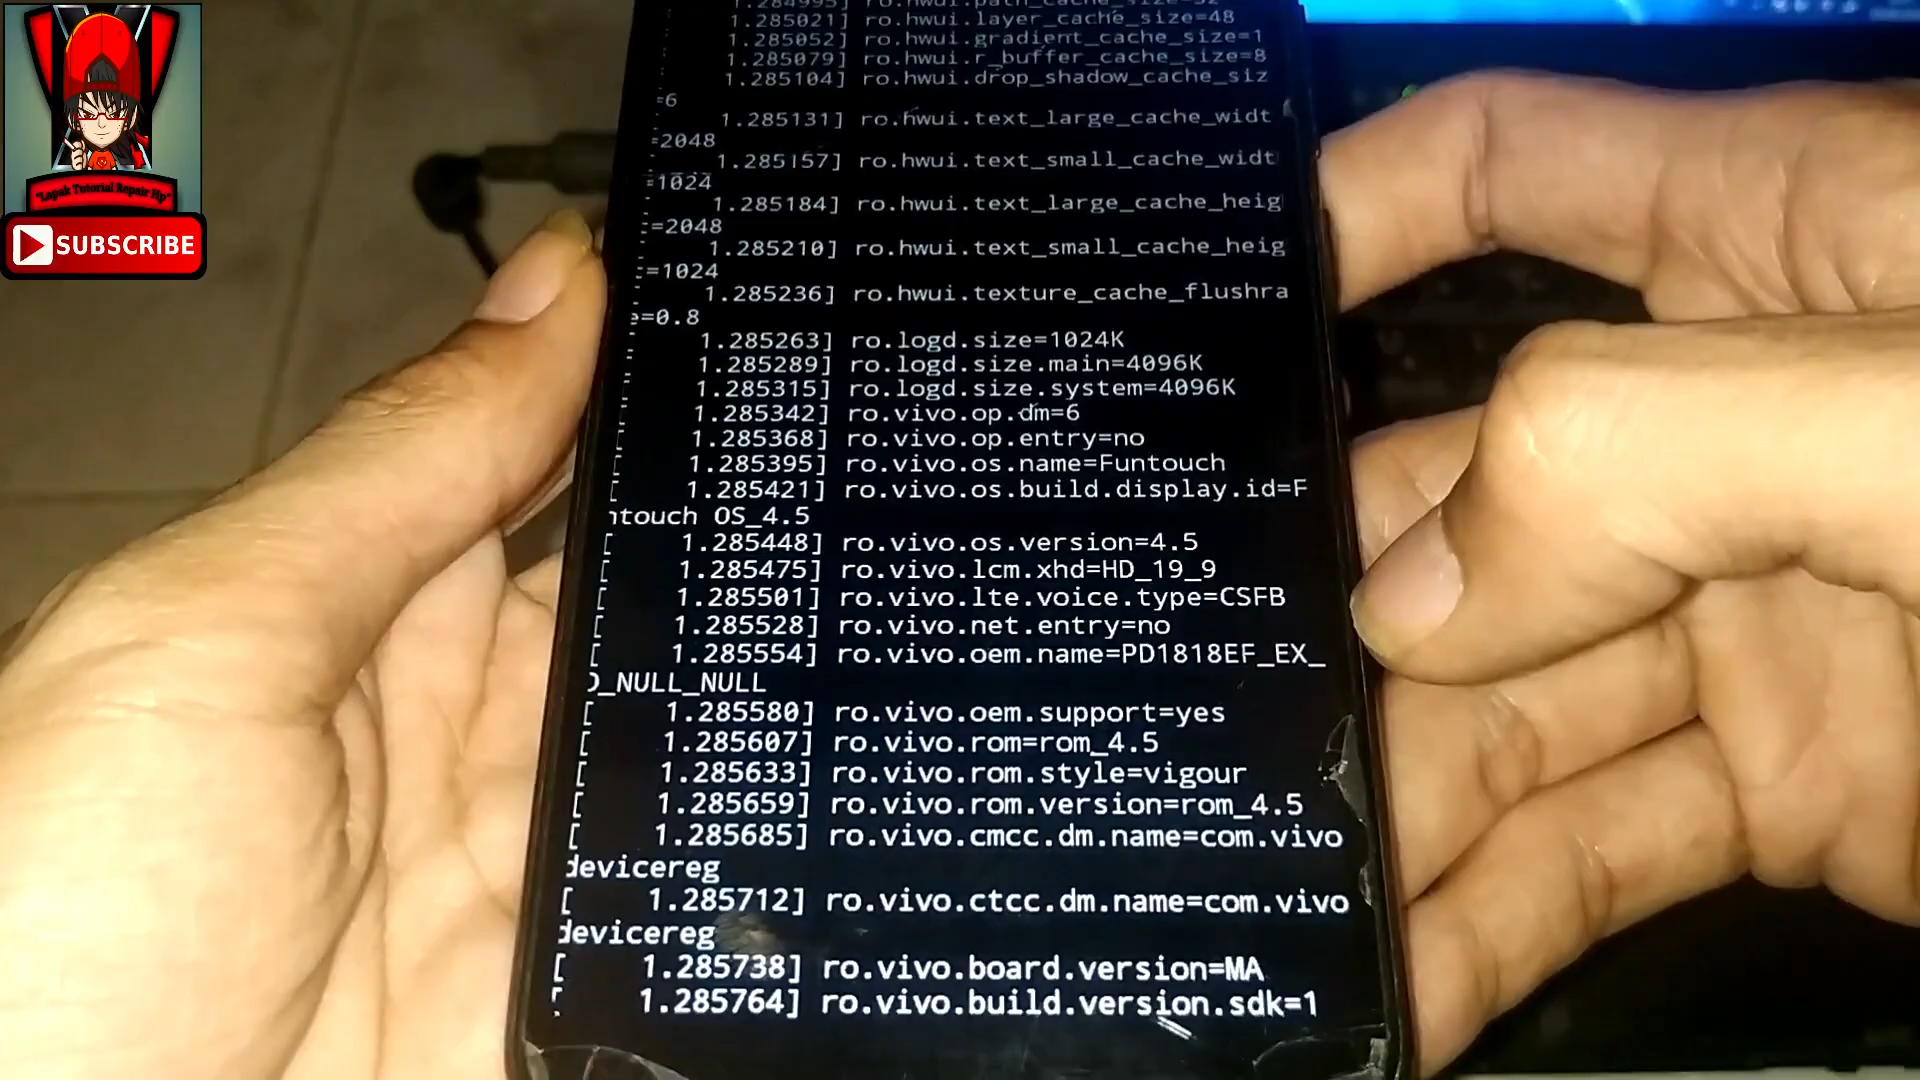 "Lapak Tutorial Repair Hp"
SUBSCRIBE
1.284995] ro.hwui.path_cache_size=32
1.285021] ro.hwui.layer_cache_size=48
1.285052] ro.hwui.gradient_cache_size=1
1.285079] ro.hwui.r_buffer_cache_size=8
1.285104] ro.hwui.drop_shadow_cache_siz
=6
1.285131] ro.hwui.text_large_cache_widt
=2048
1.285157] ro.hwui.text_small_cache_widt
=1024
1.285184] ro.hwui.text_large_cache_heig
=2048
1.285210] ro.hwui.text_small_cache_heig
=1024
1.285236] ro.hwui.texture_cache_flushra
e=0.8
1.285263] ro.logd.size=1024K
1.285289] ro.logd.size.main=4096K
1.285315] ro.logd.size.system=4096K
[ 1.285342] ro.vivo.op.dm=6
[ 1.285368] ro.vivo.op.entry=no
[ 1.285395] ro.vivo.os.name=Funtouch
[ 1.285421] ro.vivo.os.build.display.id=F
ntouch OS_4.5
[ 1.285448] ro.vivo.os.version=4.5
[ 1.285475] ro.vivo.lcm.xhd=HD_19_9
[ 1.285501] ro.vivo.lte.voice.type=CSFB
[ 1.285528] ro.vivo.net.entry=no
[ 1.285554] ro.vivo.oem.name=PD1818EF_EX_
D_NULL_NULL
[ 1.285580] ro.vivo.oem.support=yes
[ 1.285607] ro.vivo.rom=rom_4.5
[ 1.285633] ro.vivo.rom.style=vigour
[ 1.285659] ro.vivo.rom.version=rom_4.5
[ 1.285685] ro.vivo.cmcc.dm.name=com.vivo
devicereg
[ 1.285712] ro.vivo.ctcc.dm.name=com.vivo
devicereg
[ 1.285738] ro.vivo.board.version=MA
[ 1.285764] ro.vivo.build.version.sdk=1